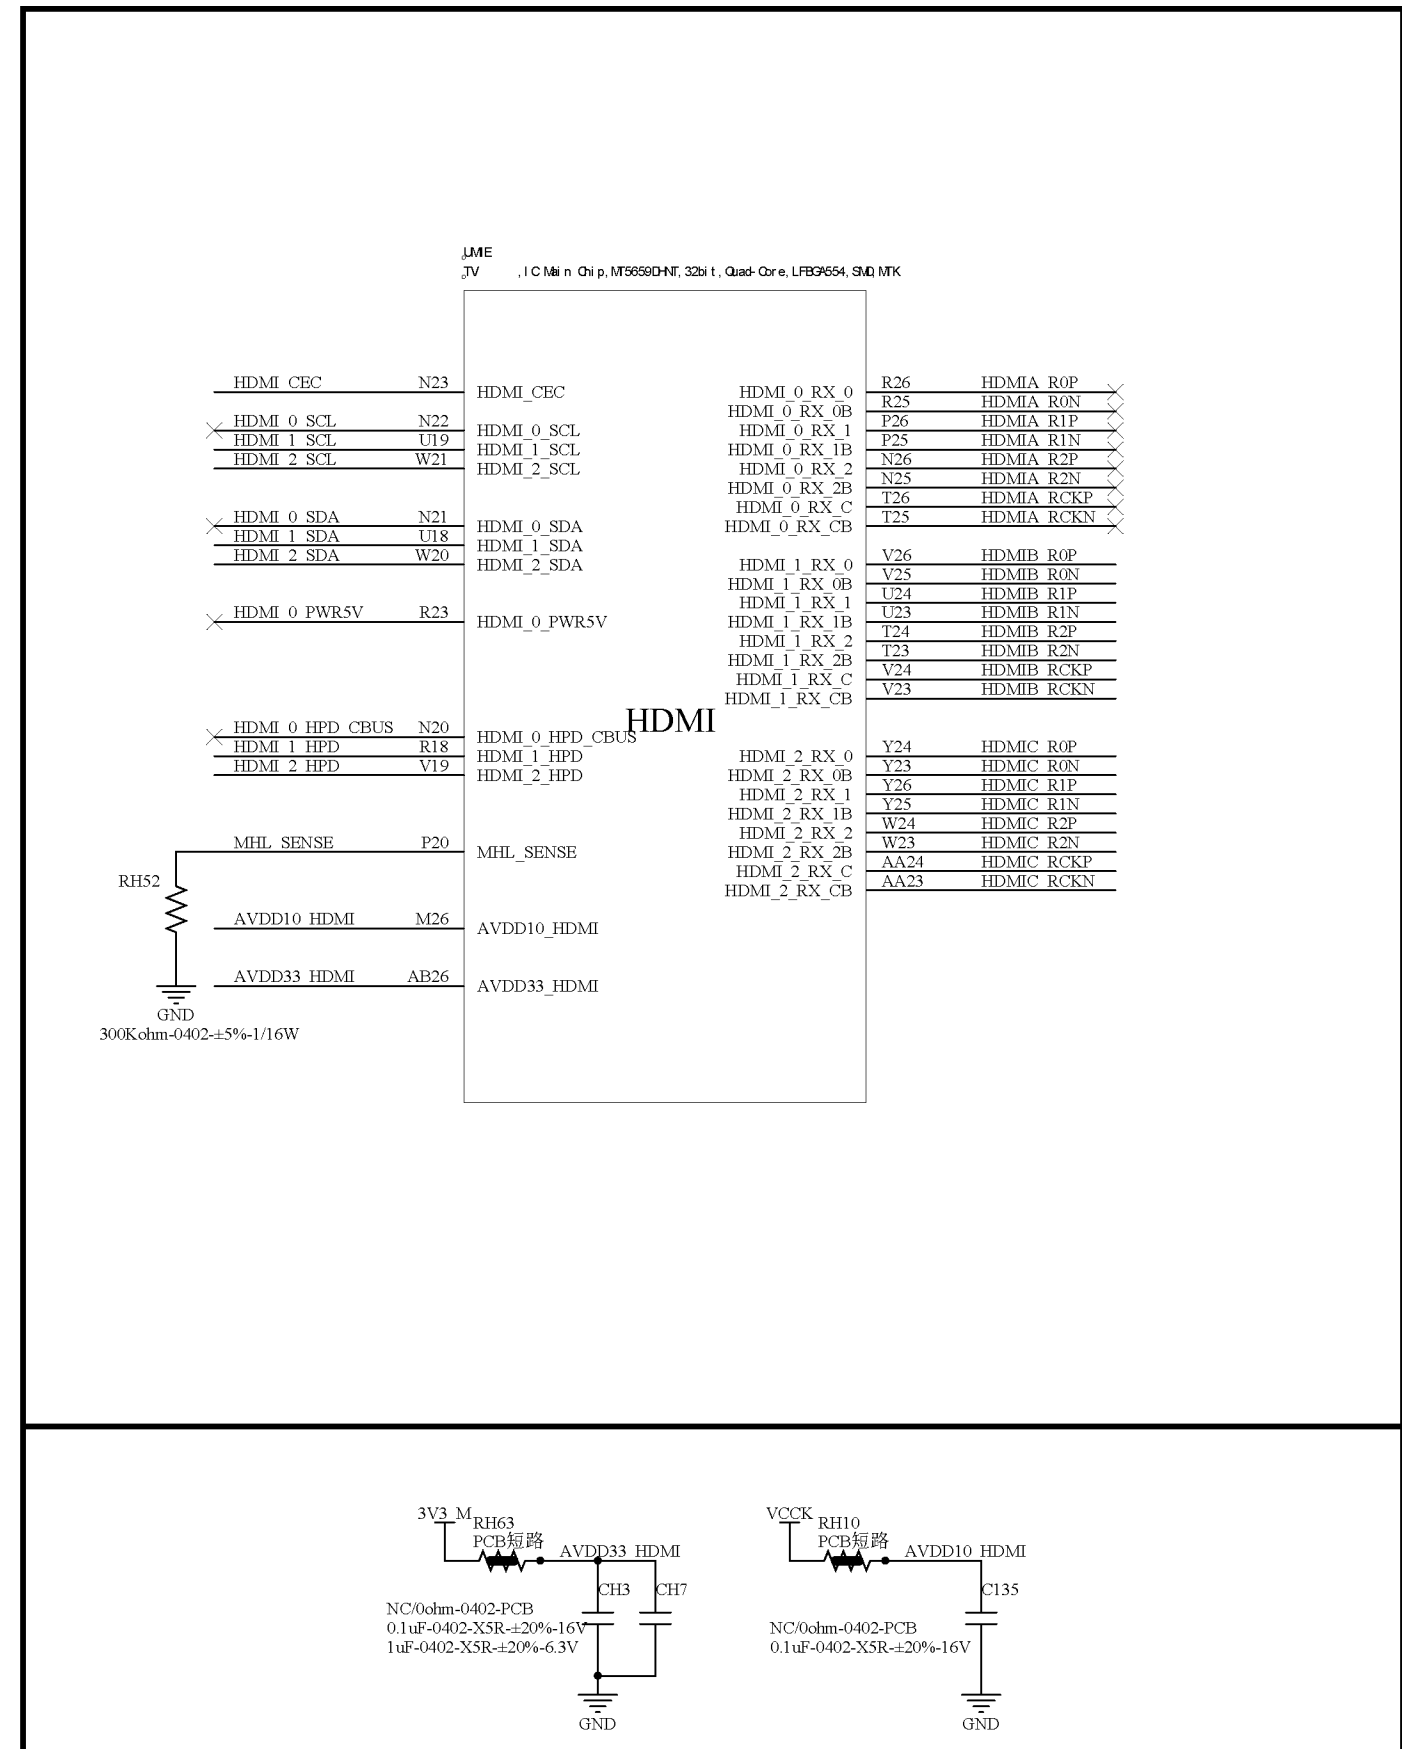 UM1E
TV , IC Main Chip, MT5659DHNT, 32bit, Quad-Core, LFBGA554, SMD, MTK
HDMI_CEC N23 HDMI_CEC
HDMI_0_SCL N22 HDMI_0_SCL
HDMI_1_SCL U19 HDMI_1_SCL
HDMI_2_SCL W21 HDMI_2_SCL
HDMI_0_SDA N21 HDMI_0_SDA
HDMI_1_SDA U18 HDMI_1_SDA
HDMI_2_SDA W20 HDMI_2_SDA
HDMI_0_PWR5V R23 HDMI_0_PWR5V
HDMI_0_HPD_CBUS N20 HDMI_0_HPD_CBUS
HDMI_1_HPD R18 HDMI_1_HPD
HDMI_2_HPD V19 HDMI_2_HPD
MHL_SENSE P20 MHL_SENSE
RH52
AVDD10_HDMI M26 AVDD10_HDMI
AVDD33_HDMI AB26 AVDD33_HDMI
GND
300Kohm-0402-±5%-1/16W
HDMI
HDMI_0_RX_0 R26 HDMIA_R0P
HDMI_0_RX_0B R25 HDMIA_R0N
HDMI_0_RX_1 P26 HDMIA_R1P
HDMI_0_RX_1B P25 HDMIA_R1N
HDMI_0_RX_2 N26 HDMIA_R2P
HDMI_0_RX_2B N25 HDMIA_R2N
HDMI_0_RX_C T26 HDMIA_RCKP
HDMI_0_RX_CB T25 HDMIA_RCKN
HDMI_1_RX_0 V26 HDMIB_R0P
HDMI_1_RX_0B V25 HDMIB_R0N
HDMI_1_RX_1 U24 HDMIB_R1P
HDMI_1_RX_1B U23 HDMIB_R1N
HDMI_1_RX_2 T24 HDMIB_R2P
HDMI_1_RX_2B T23 HDMIB_R2N
HDMI_1_RX_C V24 HDMIB_RCKP
HDMI_1_RX_CB V23 HDMIB_RCKN
HDMI_2_RX_0 Y24 HDMIC_R0P
HDMI_2_RX_0B Y23 HDMIC_R0N
HDMI_2_RX_1 Y26 HDMIC_R1P
HDMI_2_RX_1B Y25 HDMIC_R1N
HDMI_2_RX_2 W24 HDMIC_R2P
HDMI_2_RX_2B W23 HDMIC_R2N
HDMI_2_RX_C AA24 HDMIC_RCKP
HDMI_2_RX_CB AA23 HDMIC_RCKN
3V3_M
RH63
PCB短路
AVDD33_HDMI
CH3 CH7
NC/0ohm-0402-PCB
0.1uF-0402-X5R-±20%-16V
1uF-0402-X5R-±20%-6.3V
GND
VCCK
RH10
PCB短路
AVDD10_HDMI
C135
NC/0ohm-0402-PCB
0.1uF-0402-X5R-±20%-16V
GND